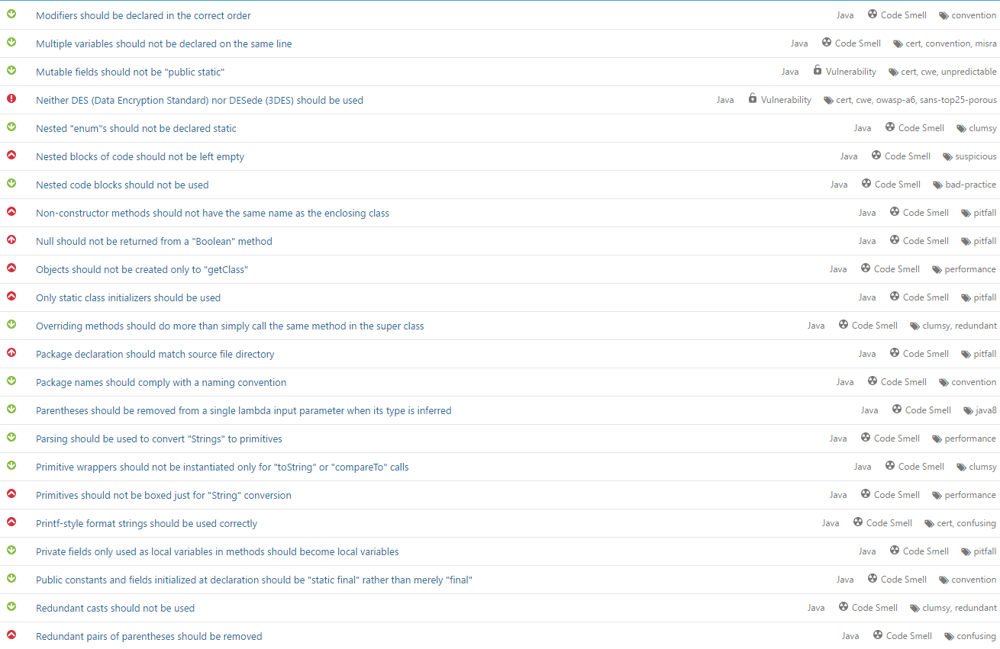 Modifiers should be declared in the correct order Java Code Smell convention
Multiple variables should not be declared on the same line Java Code Smell cert, convention, misra
Mutable fields should not be "public static" Java Vulnerability cert, cwe, unpredictable
Neither DES (Data Encryption Standard) nor DESede (3DES) should be used Java Vulnerability cert, cwe, owasp-a6, sans-top25-porous
Nested "enum"s should not be declared static Java Code Smell clumsy
Nested blocks of code should not be left empty Java Code Smell suspicious
Nested code blocks should not be used Java Code Smell bad-practice
Non-constructor methods should not have the same name as the enclosing class Java Code Smell pitfall
Null should not be returned from a "Boolean" method Java Code Smell pitfall
Objects should not be created only to "getClass" Java Code Smell performance
Only static class initializers should be used Java Code Smell pitfall
Overriding methods should do more than simply call the same method in the super class Java Code Smell clumsy, redundant
Package declaration should match source file directory Java Code Smell pitfall
Package names should comply with a naming convention Java Code Smell convention
Parentheses should be removed from a single lambda input parameter when its type is inferred Java Code Smell java8
Parsing should be used to convert "Strings" to primitives Java Code Smell performance
Primitive wrappers should not be instantiated only for "toString" or "compareTo" calls Java Code Smell clumsy
Primitives should not be boxed just for "String" conversion Java Code Smell performance
Printf-style format strings should be used correctly Java Code Smell cert, confusing
Private fields only used as local variables in methods should become local variables Java Code Smell pitfall
Public constants and fields initialized at declaration should be "static final" rather than merely "final" Java Code Smell convention
Redundant casts should not be used Java Code Smell clumsy, redundant
Redundant pairs of parentheses should be removed Java Code Smell confusing